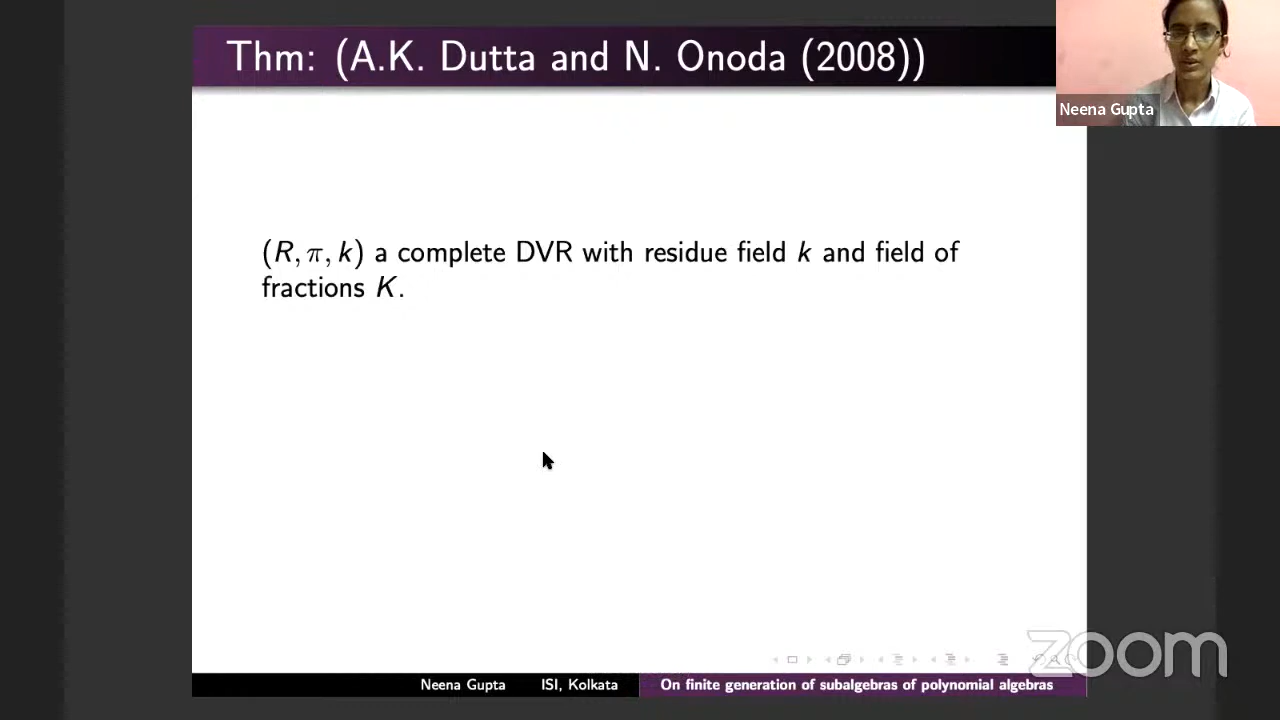 Thm: (A.K. Dutta and N. Onoda (2008))
Neena Gupta
(R, π, k) a complete DVR with residue field k and field of
fractions K.
zoom
Neena Gupta ISI, Kolkata On finite generation of subalgebras of polynomial algebras